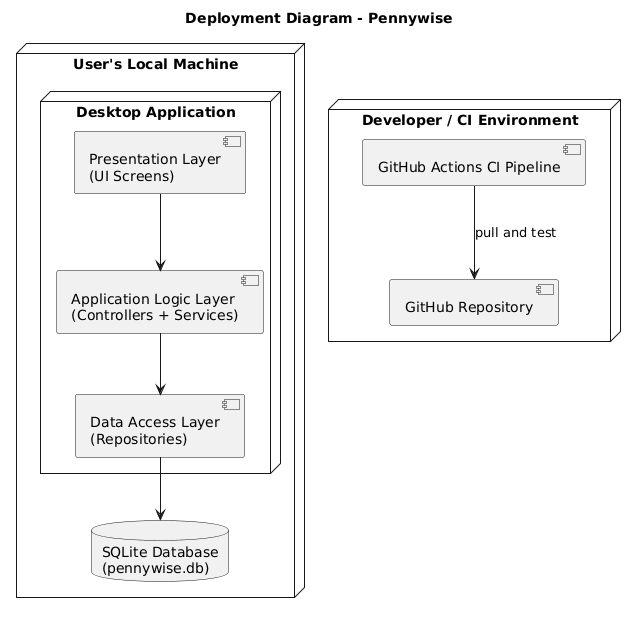 Deployment Diagram - Pennywise
User's Local Machine
Desktop Application
Presentation Layer
(UI Screens)
Application Logic Layer
(Controllers + Services)
Data Access Layer
(Repositories)
SQLite Database
(pennywise.db)
Developer / CI Environment
GitHub Actions CI Pipeline
pull and test
GitHub Repository